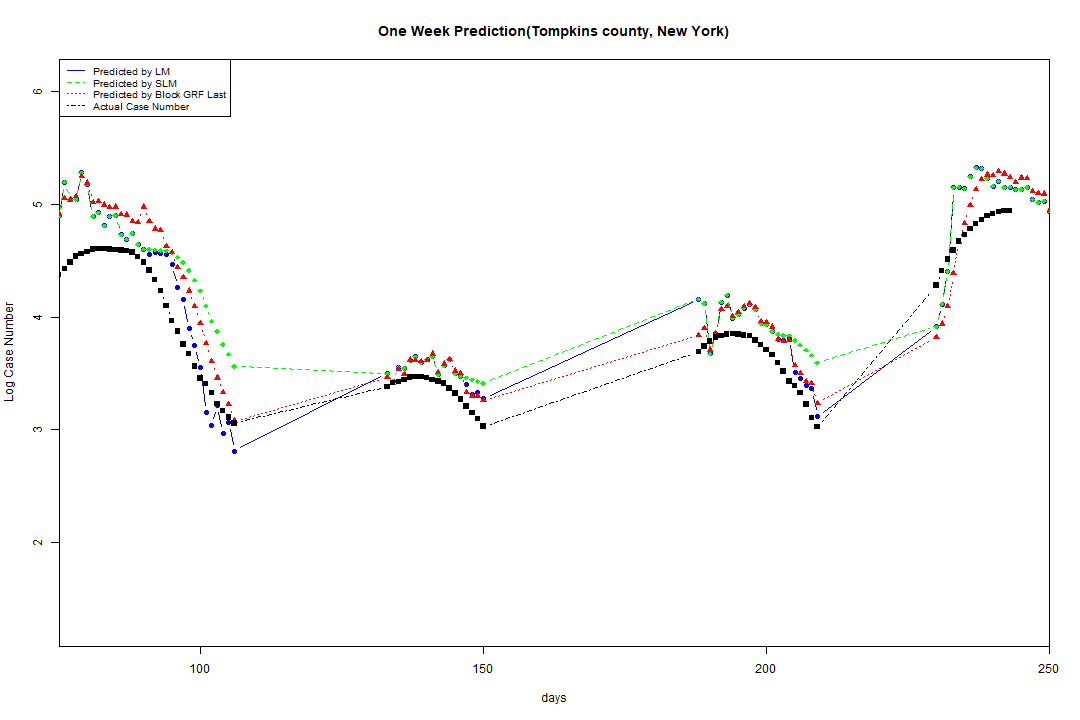 One Week Prediction(Tompkins county, New York)
Predicted by LM
Predicted by SLM
Predicted by Block GRF Last
Actual Case Number
6
5
4
3
2
Log Case Number
100 150 200 250
days